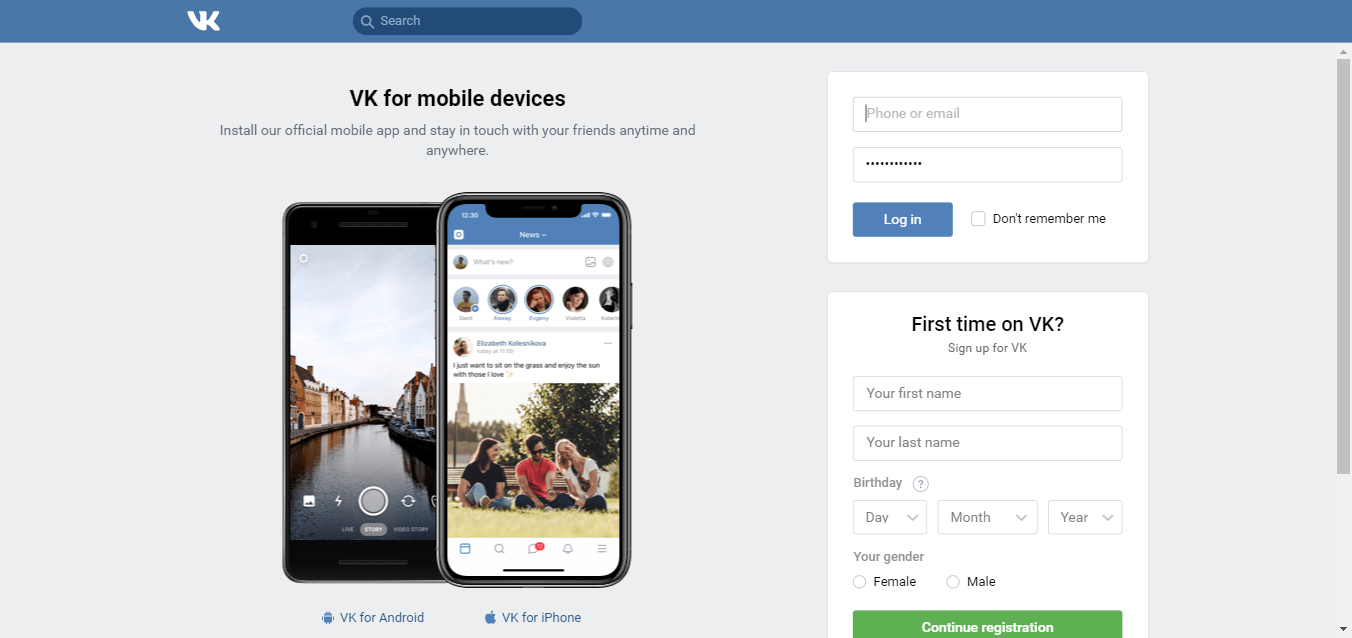 VK
Search
VK for mobile devices
Install our official mobile app and stay in touch with your friends anytime and
anywhere.
12:30
News
What's new?
Danil
Alexey
Evgeny
Violetta
Elizabeth Kolesnikova
today at 11:59
I just want to sit on the grass and enjoy the sun
with those I love ✨
LIVE
STORY
VIDEO STORY
VK for Android
VK for iPhone
Phone or email
••••••••••••
Log in
Don't remember me
First time on VK?
Sign up for VK
Your first name
Your last name
Birthday ?
Day
Month
Year
Your gender
Female
Male
Continue registration